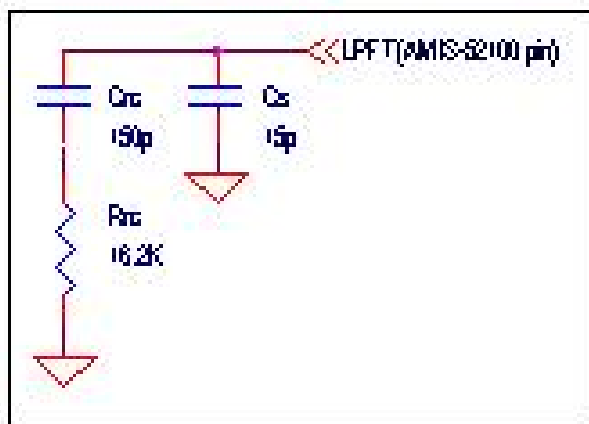 LPFT(AMIS-52100 pin)
Crc
150p
Cs
15p
Rrc
16.2K